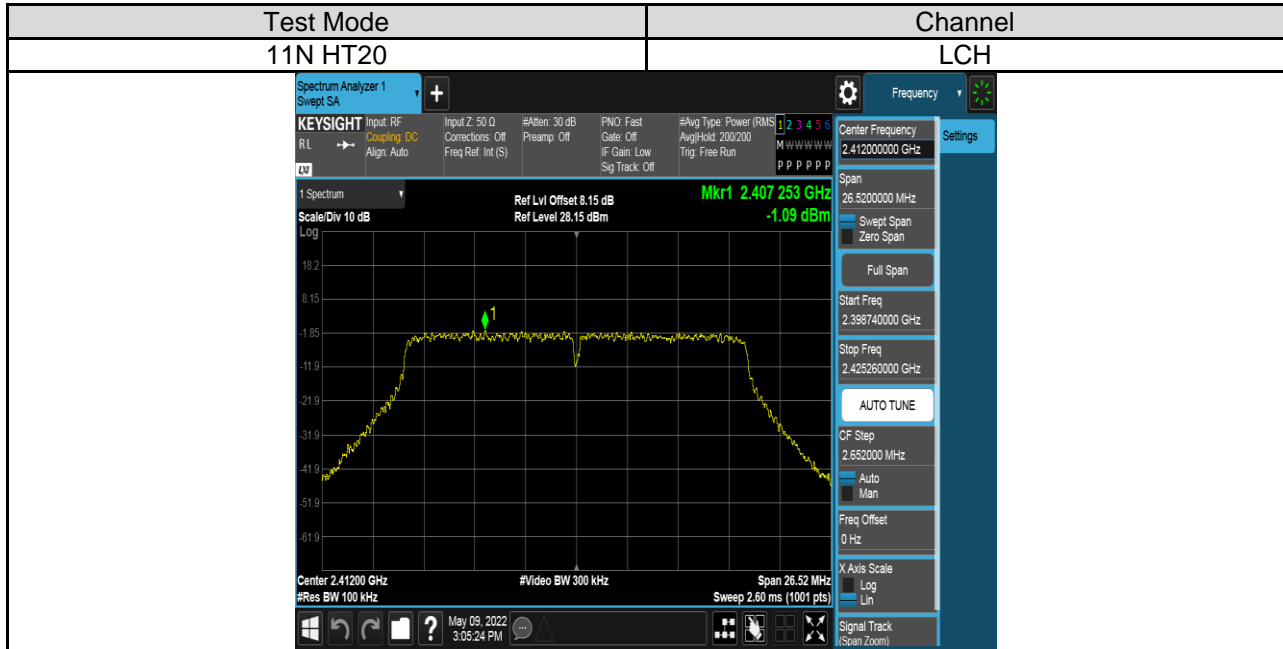 Test Mode Channel
11N HT20 LCH
Spectrum Analyzer 1
Swept SA
Frequency
KEYSIGHT Input: RF Input Z: 50 Ω #Atten: 30 dB PNO: Fast #Avg Type: Power (RMS 1 2 3 4 5 6
RL Coupling: DC Corrections: Off Preamp: Off Gate: Off Avg|Hold: 200/200 M W W W W W
Align: Auto Freq Ref: Int (S) IF Gain: Low Trig: Free Run
LXI Sig Track: Off P P P P P P
Center Frequency
2.412000000 GHz
Settings
1 Spectrum
Ref Lvl Offset 8.15 dB
Mkr1 2.407 253 GHz
Scale/Div 10 dB Ref Level 28.15 dBm -1.09 dBm
Log
18.2
8.15
1
-1.85
-11.9
-21.9
-31.9
-41.9
-51.9
-61.9
Center 2.41200 GHz #Video BW 300 kHz Span 26.52 MHz
#Res BW 100 kHz Sweep 2.60 ms (1001 pts)
Span
26.5200000 MHz
Swept Span
Zero Span
Full Span
Start Freq
2.398740000 GHz
Stop Freq
2.425260000 GHz
AUTO TUNE
CF Step
2.652000 MHz
Auto
Man
Freq Offset
0 Hz
X Axis Scale
Log
Lin
Signal Track
(Span Zoom)
? May 09, 2022
3:05:24 PM